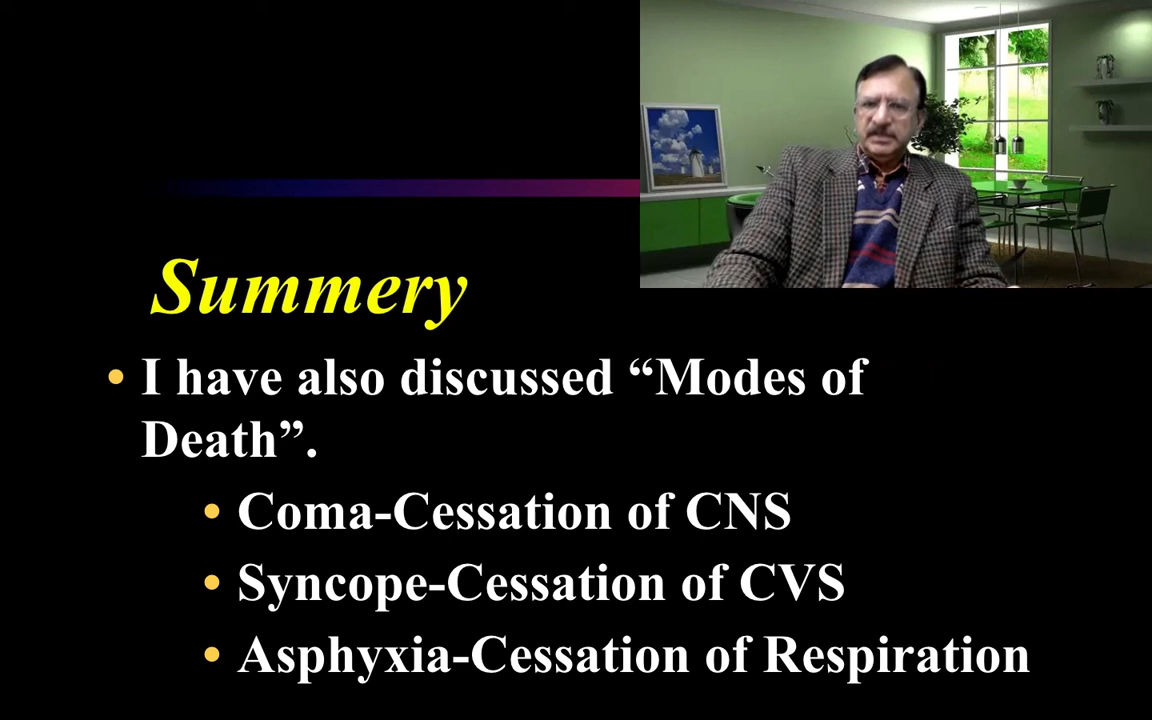 Summery
• I have also discussed “Modes of
Death”.
• Coma-Cessation of CNS
• Syncope-Cessation of CVS
• Asphyxia-Cessation of Respiration